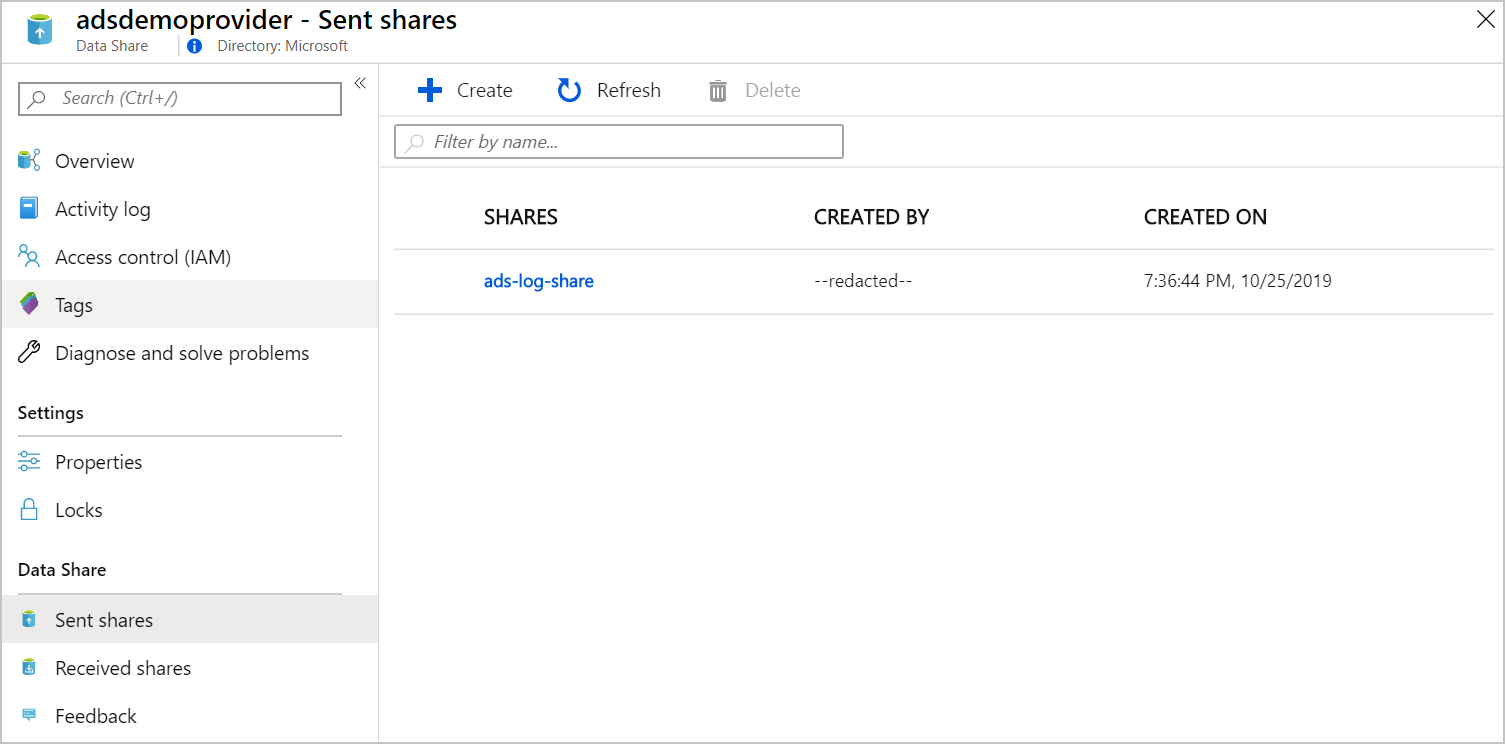 adsdemoprovider - Sent shares
Data Share
Directory: Microsoft
Search (Ctrl+/)
Overview
Activity log
Access control (IAM)
Tags
Diagnose and solve problems
Settings
Properties
Locks
Data Share
Sent shares
Received shares
Feedback
Create Refresh Delete
Filter by name...
SHARES CREATED BY CREATED ON
ads-log-share --redacted-- 7:36:44 PM, 10/25/2019